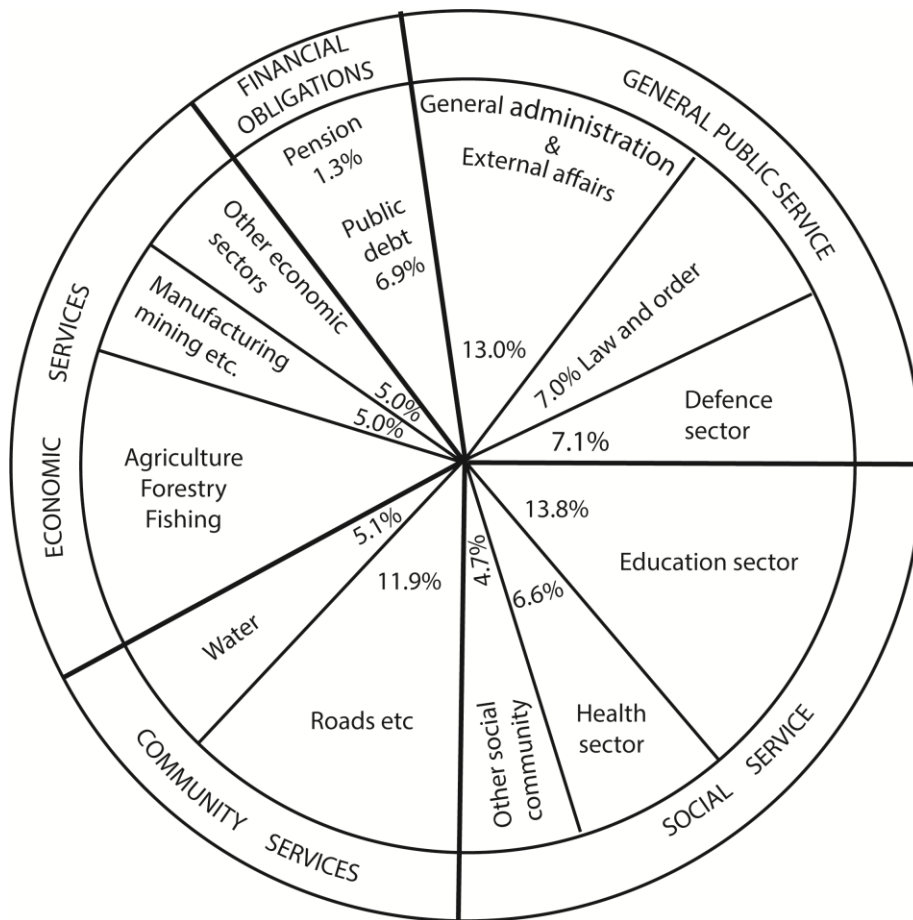 FINANCIAL
OBLIGATIONS
GENERAL PUBLIC SERVICE
SOCIAL SERVICE
COMMUNITY SERVICES
ECONOMIC SERVICES
Pension
1.3%
Public
debt
6.9%
General administration
&
External affairs
13.0%
7.0% Law and order
Defence
sector
7.1%
13.8%
Education sector
6.6%
Health
sector
4.7%
Other social
community
11.9%
Roads etc
5.1%
Water
Agriculture
Forestry
Fishing
Manufacturing
mining etc.
5.0%
Other economic
sectors
5.0%